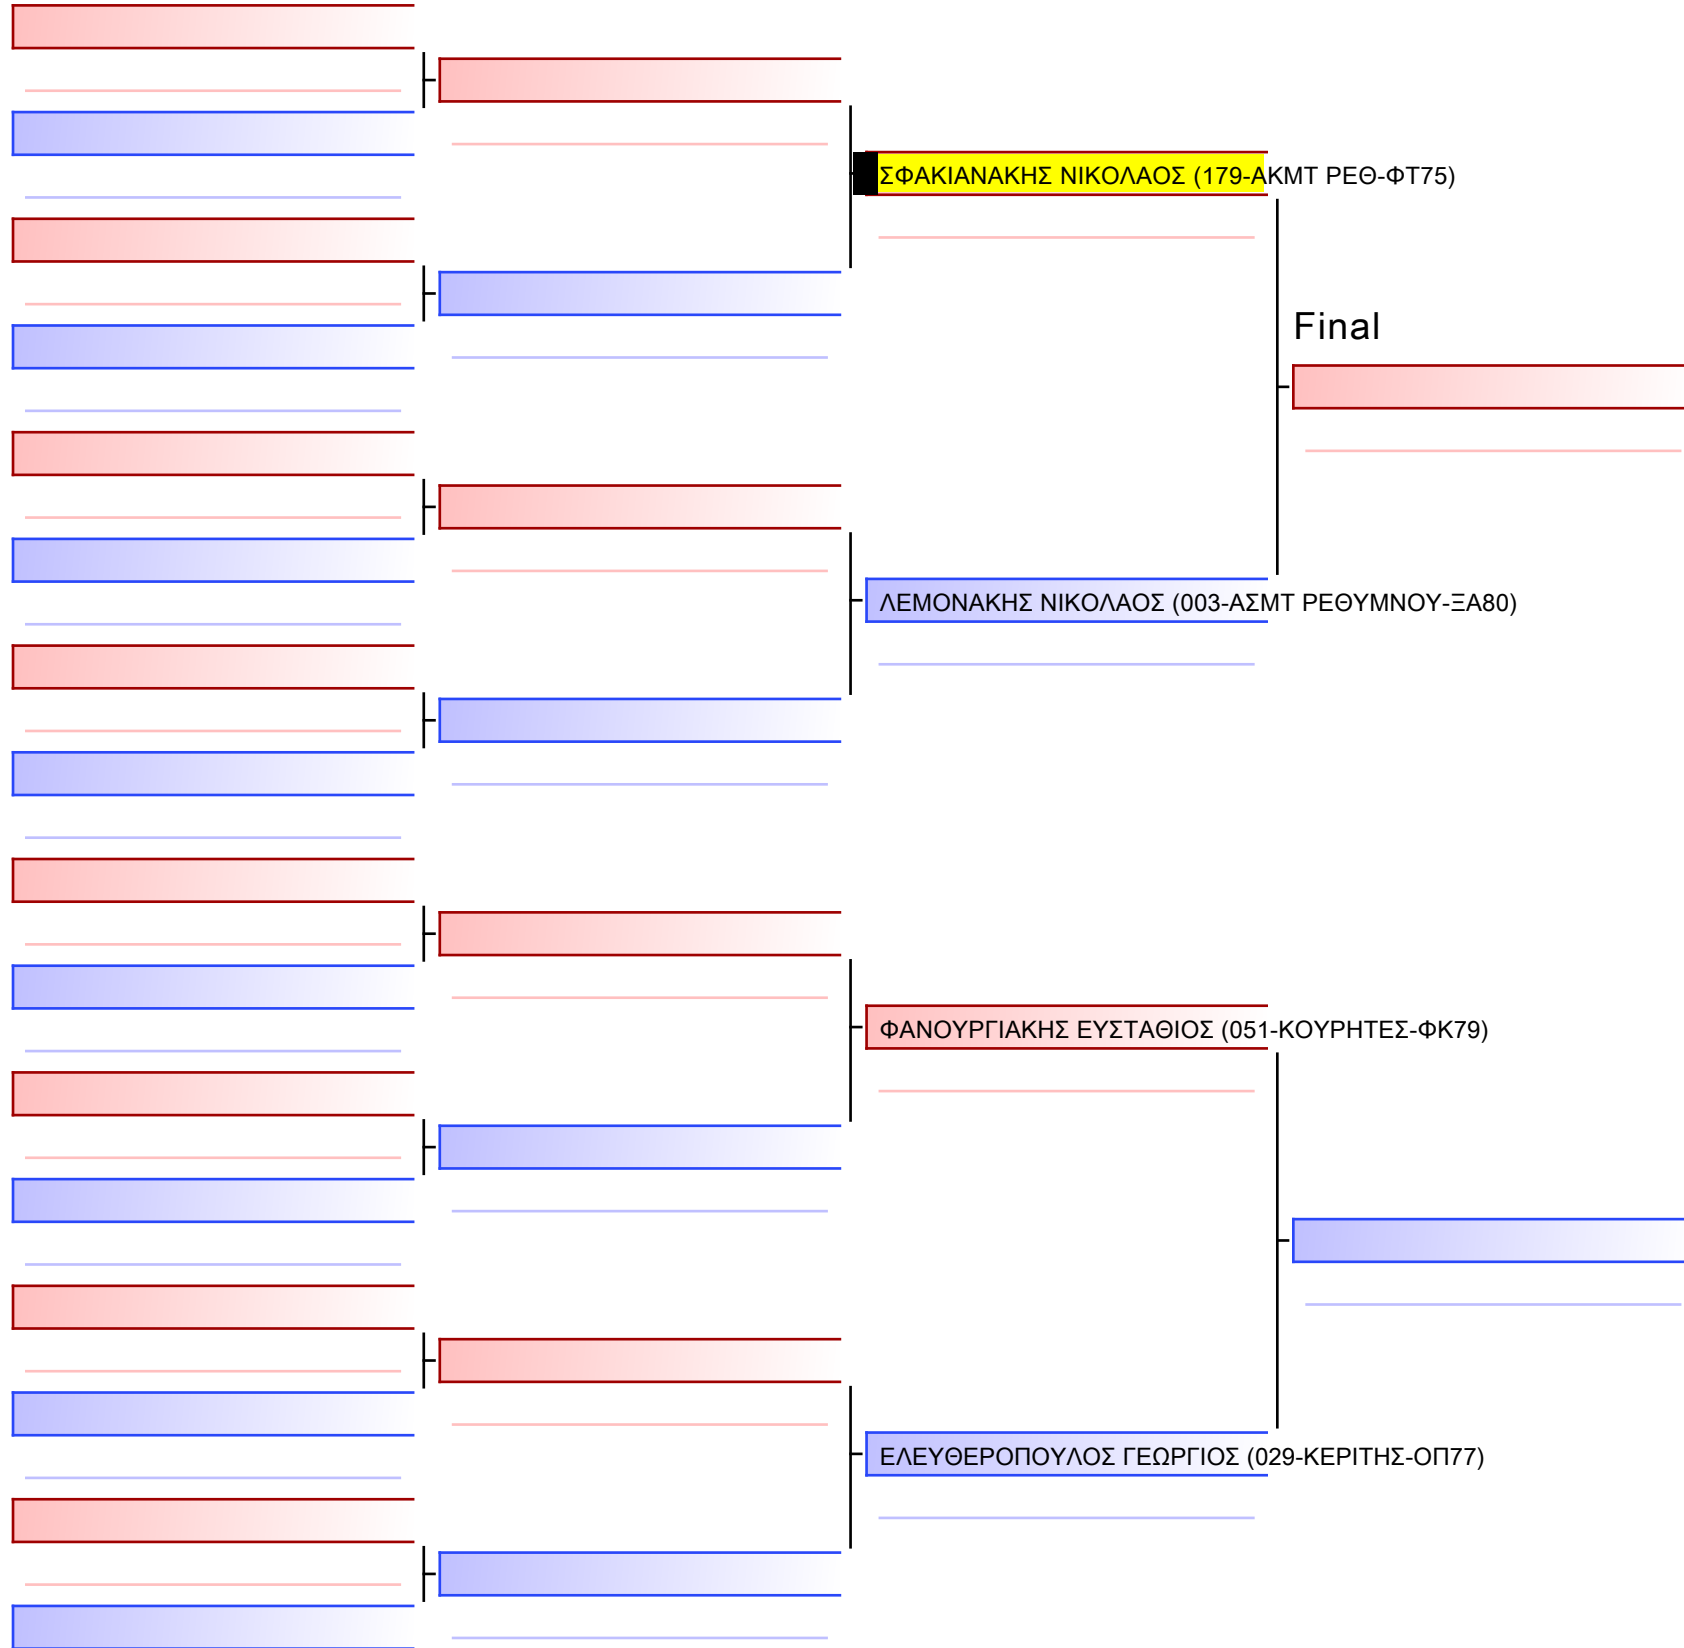 ΣΦΑΚΙΑΝΑΚΗΣ ΝΙΚΟΛΑΟΣ (179-ΑΚΜΤ ΡΕΘ-ΦΤ75)
Final
ΛΕΜΟΝΑΚΗΣ ΝΙΚΟΛΑΟΣ (003-ΑΣΜΤ ΡΕΘΥΜΝΟΥ-ΞΑ80)
ΦΑΝΟΥΡΓΙΑΚΗΣ ΕΥΣΤΑΘΙΟΣ (051-ΚΟΥΡΗΤΕΣ-ΦΚ79)
ΕΛΕΥΘΕΡΟΠΟΥΛΟΣ ΓΕΩΡΓΙΟΣ (029-ΚΕΡΙΤΗΣ-ΟΠ77)